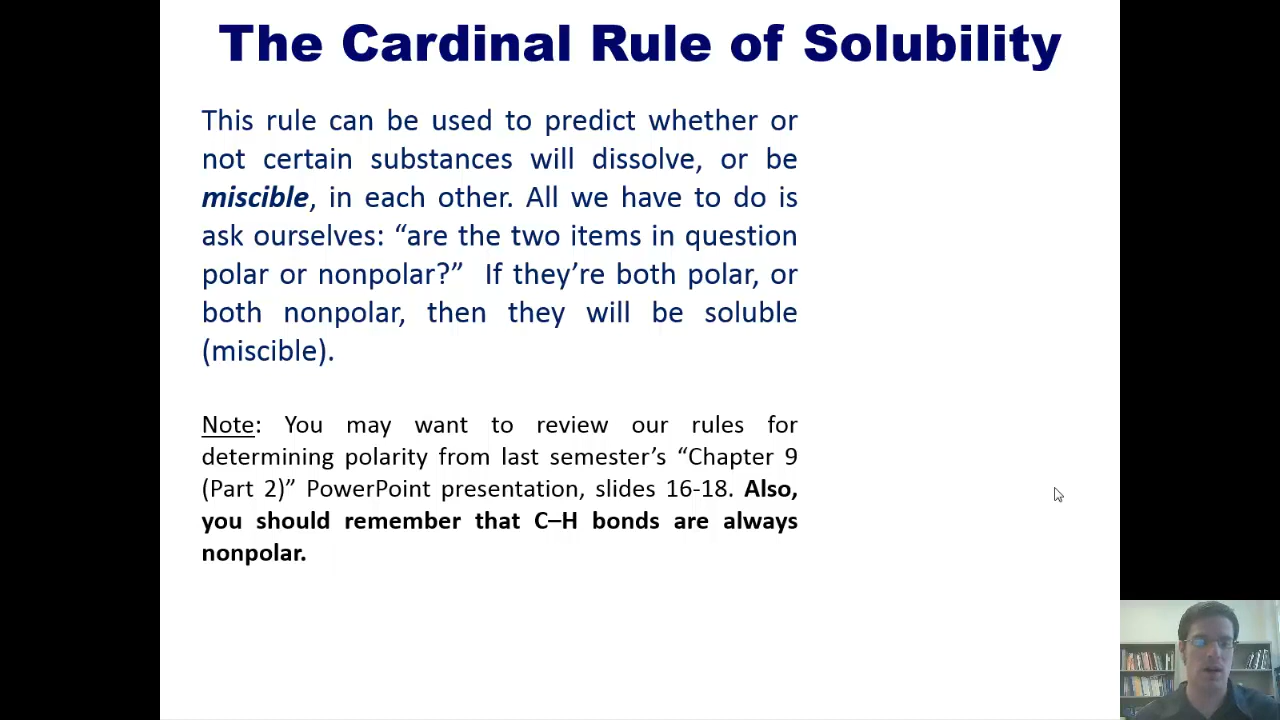 The Cardinal Rule of Solubility
This rule can be used to predict whether or
not certain substances will dissolve, or be
miscible, in each other. All we have to do is
ask ourselves: “are the two items in question
polar or nonpolar?”  If they’re both polar, or
both nonpolar, then they will be soluble
(miscible).
Note: You may want to review our rules for
determining polarity from last semester’s “Chapter 9
(Part 2)” PowerPoint presentation, slides 16-18. Also,
you should remember that C–H bonds are always
nonpolar.